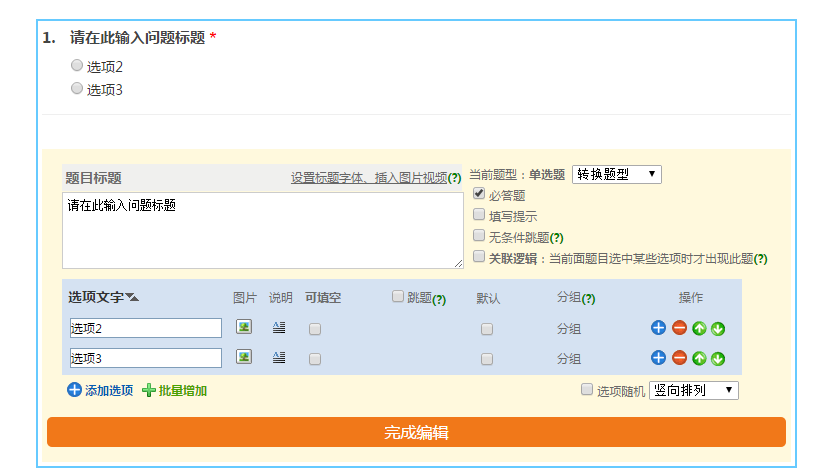 1. 请在此输入问题标题 *
选项2
选项3
题目标题 设置标题字体、插入图片视频(?) 当前题型：单选题 转换题型
请在此输入问题标题
必答题
填写提示
无条件跳题(?)
关联逻辑：当前面题目选中某些选项时才出现此题(?)
选项文字 图片 说明 可填空 跳题(?) 默认 分组(?) 操作
选项2 分组
选项3 分组
添加选项 批量增加 选项随机 竖向排列
完成编辑